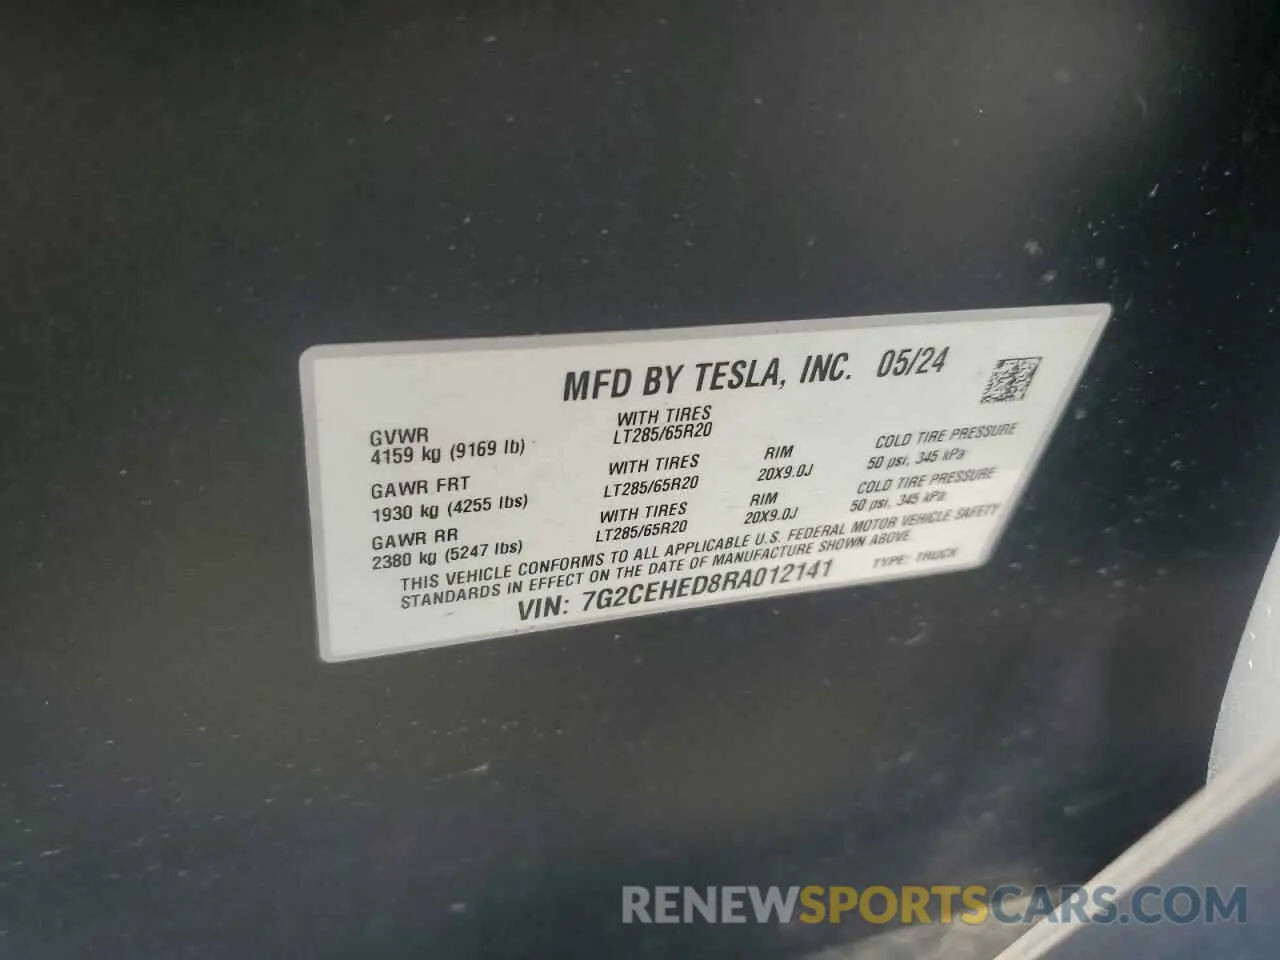 MFD BY TESLA, INC. 05/24
GVWR
4159 kg (9169 lb)
WITH TIRES
LT285/65R20
GAWR FRT
1930 kg (4255 lbs)
WITH TIRES
LT285/65R20
RIM
20X9.0J
COLD TIRE PRESSURE
50 psi, 345 kPa
GAWR RR
2380 kg (5247 lbs)
WITH TIRES
LT285/65R20
RIM
20X9.0J
COLD TIRE PRESSURE
50 psi, 345 kPa
THIS VEHICLE CONFORMS TO ALL APPLICABLE U.S. FEDERAL MOTOR VEHICLE SAFETY
STANDARDS IN EFFECT ON THE DATE OF MANUFACTURE SHOWN ABOVE.
VIN: 7G2CEHED8RA012141
TYPE: TRUCK
RENEWSPORTSCARS.COM